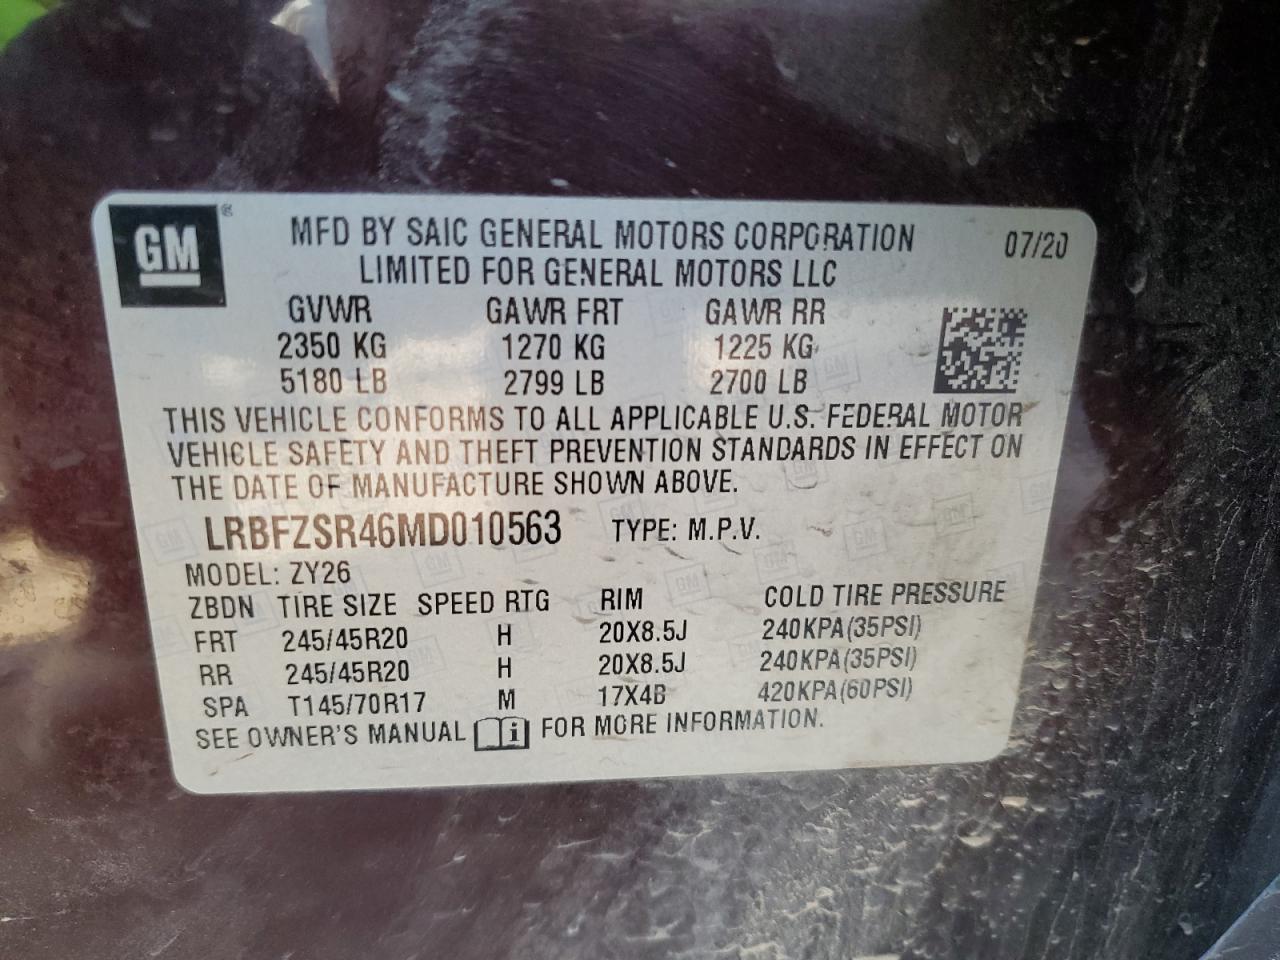 GM ®
MFD BY SAIC GENERAL MOTORS CORPORATION 07/20
LIMITED FOR GENERAL MOTORS LLC
GVWR GAWR FRT GAWR RR
2350 KG 1270 KG 1225 KG
5180 LB 2799 LB 2700 LB
THIS VEHICLE CONFORMS TO ALL APPLICABLE U.S. FEDERAL MOTOR
VEHICLE SAFETY AND THEFT PREVENTION STANDARDS IN EFFECT ON
THE DATE OF MANUFACTURE SHOWN ABOVE.
LRBFZSR46MD010563 TYPE: M.P.V.
MODEL: ZY26
ZBDN TIRE SIZE SPEED RTG RIM COLD TIRE PRESSURE
FRT 245/45R20 H 20X8.5J 240KPA(35PSI)
RR 245/45R20 H 20X8.5J 240KPA(35PSI)
SPA T145/70R17 M 17X4B 420KPA(60PSI)
SEE OWNER'S MANUAL i FOR MORE INFORMATION.